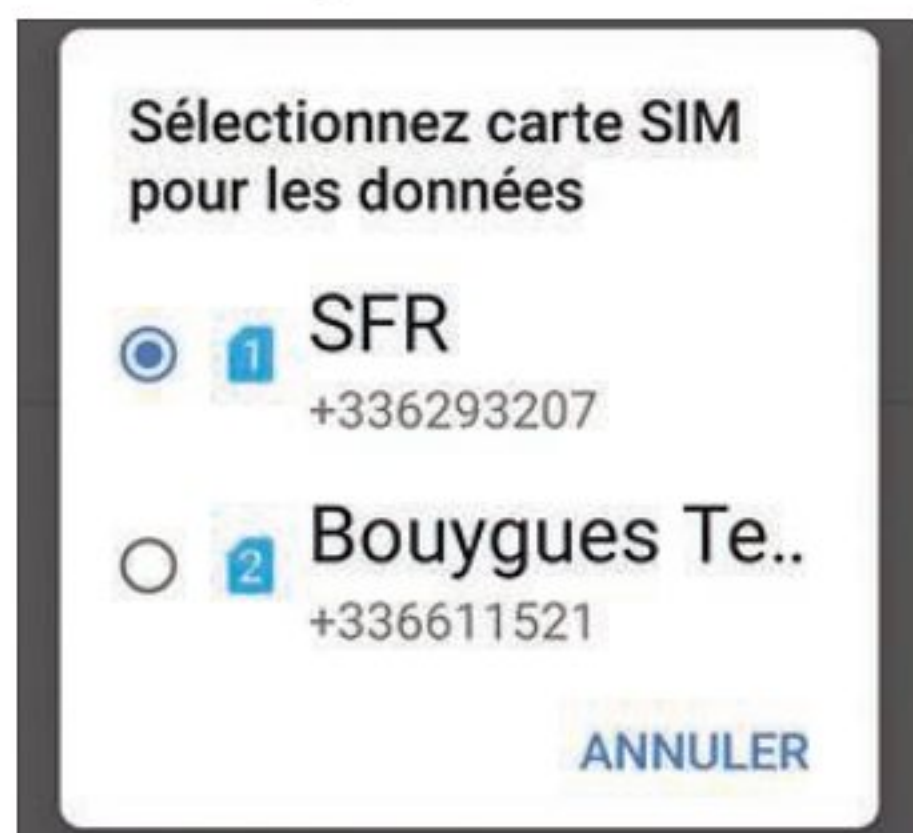 Sélectionnez carte SIM
pour les données
1
SFR
+336293207
2
Bouygues Te..
+336611521
ANNULER